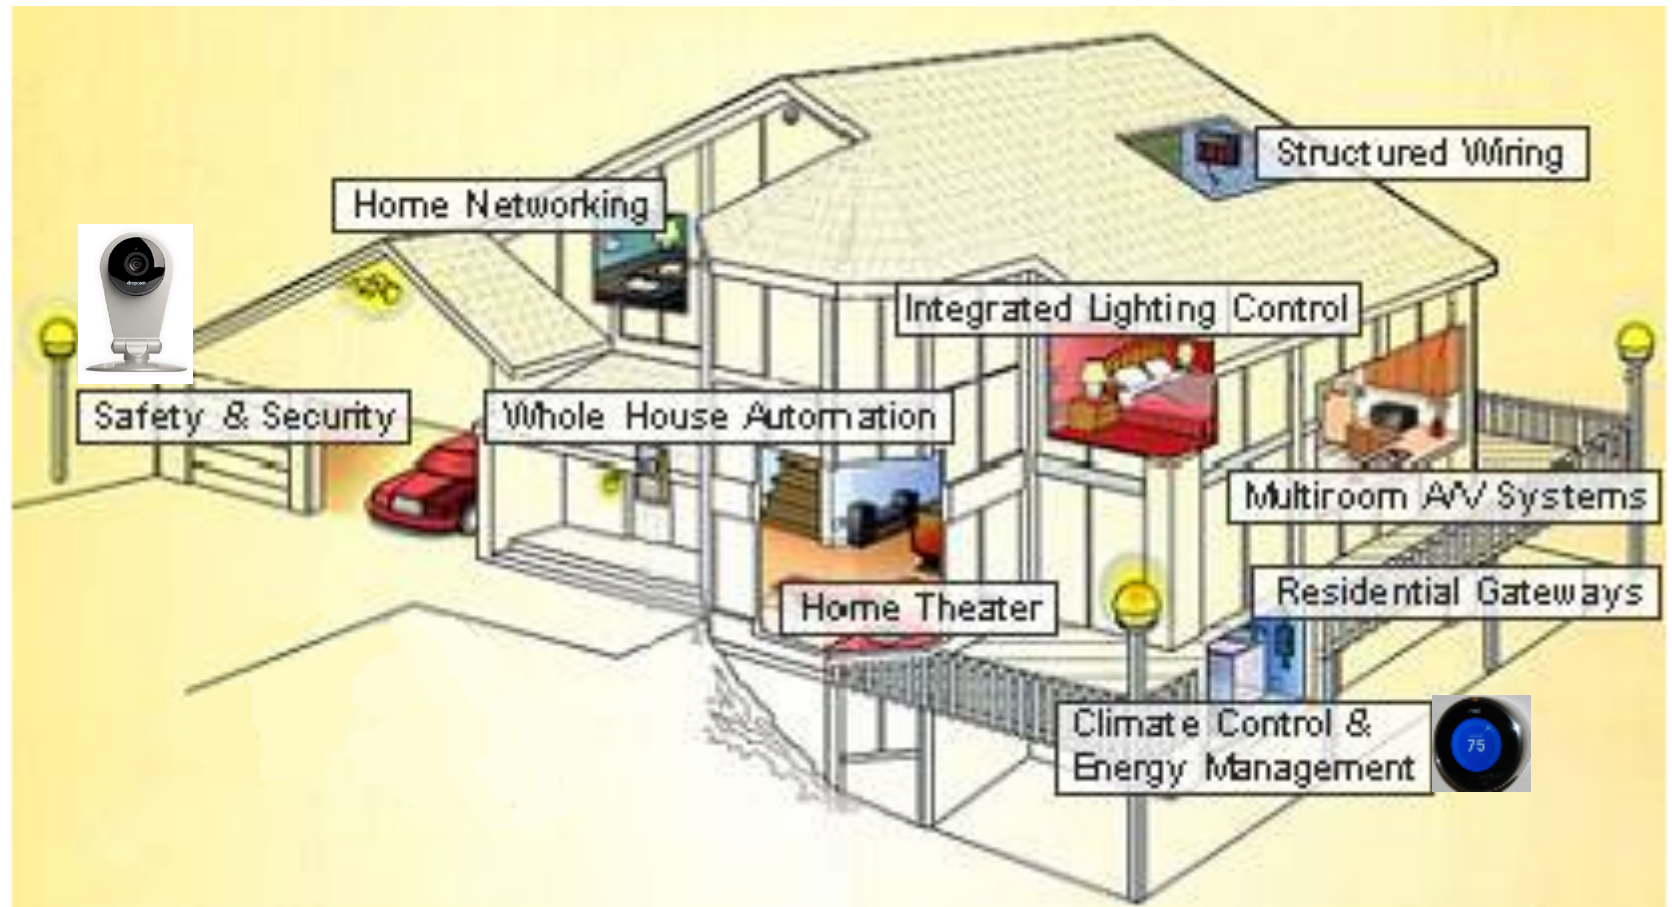 Structured Wiring
Home Networking
dropcam
Integrated Lighting Control
Safety & Security
Whole House Automation
Multiroom A/V Systems
Residential Gateways
Home Theater
Climate Control &
Energy Management
75